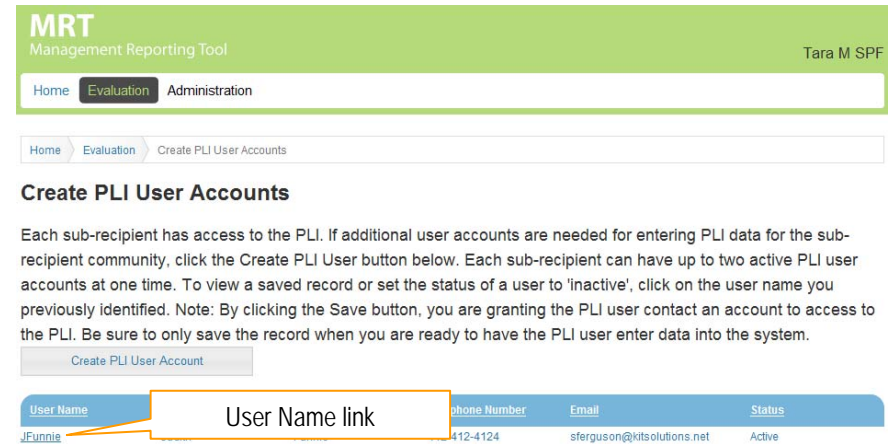 MRT
Management Reporting Tool
Tara M SPF
Home Evaluation Administration
Home Evaluation Create PLI User Accounts
Create PLI User Accounts
Each sub-recipient has access to the PLI. If additional user accounts are needed for entering PLI data for the sub-
recipient community, click the Create PLI User button below. Each sub-recipient can have up to two active PLI user
accounts at one time. To view a saved record or set the status of a user to 'inactive', click on the user name you
previously identified. Note: By clicking the Save button, you are granting the PLI user contact an account to access to
the PLI. Be sure to only save the record when you are ready to have the PLI user enter data into the system.
Create PLI User Account
User Name User Name link phone Number Email Status
JFunnie 412-4124 sferguson@kitsolutions.net Active